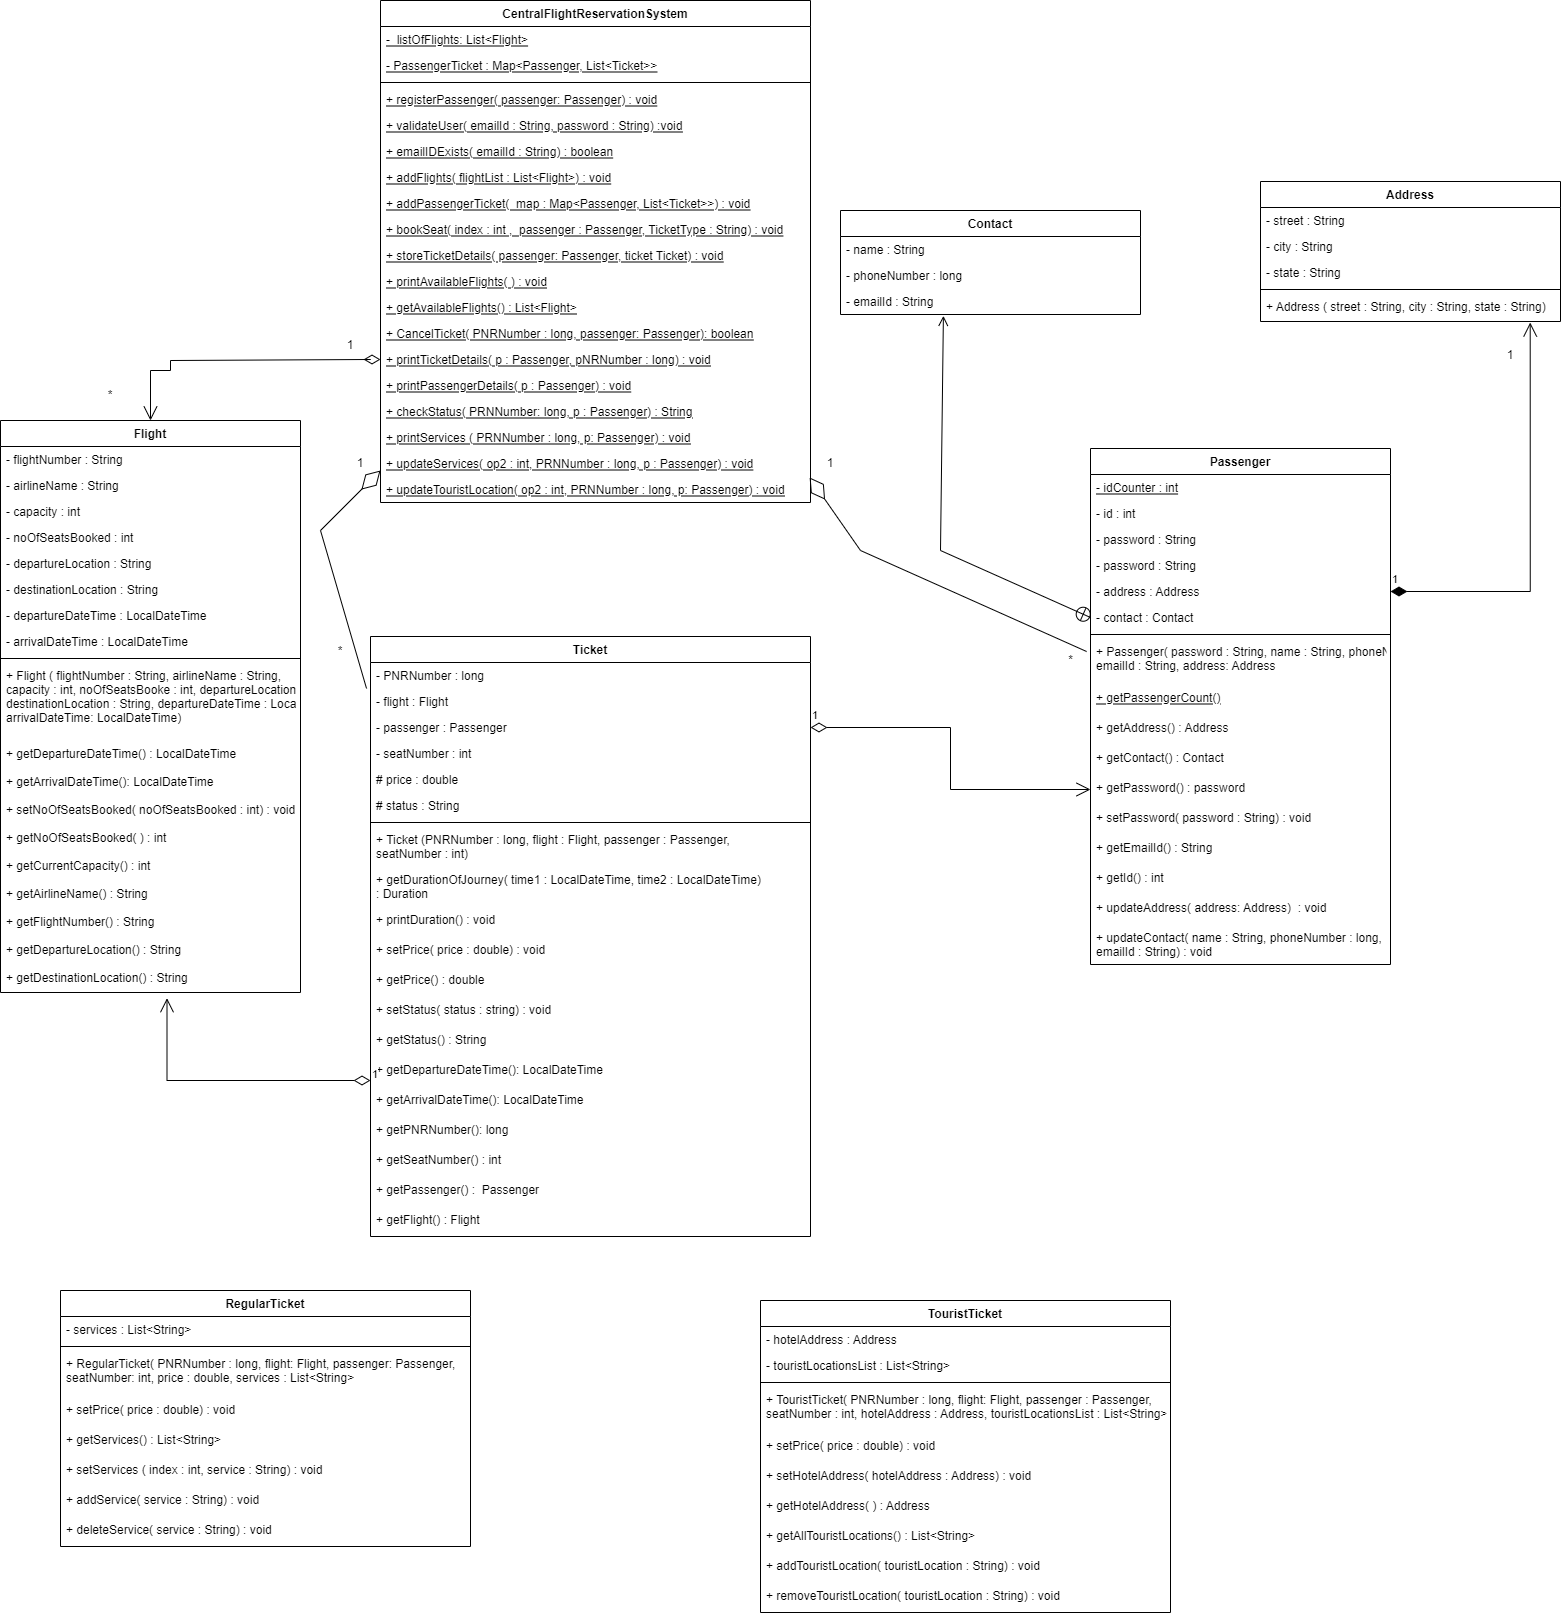 CentralFlightReservationSystem
-  listOfFlights: List<Flight>
- PassengerTicket : Map<Passenger, List<Ticket>>
+ registerPassenger( passenger: Passenger) : void
+ validateUser( emailId : String, password : String) :void
+ emailIDExists( emailId : String) : boolean
+ addFlights( flightList : List<Flight>) : void
+ addPassengerTicket(  map : Map<Passenger, List<Ticket>>) : void
+ bookSeat( index : int ,  passenger : Passenger, TicketType : String) : void
+ storeTicketDetails( passenger: Passenger, ticket Ticket) : void
+ printAvailableFlights( ) : void
+ getAvailableFlights() : List<Flight>
+ CancelTicket( PNRNumber : long, passenger: Passenger): boolean
+ printTicketDetails( p : Passenger, pNRNumber : long) : void
+ printPassengerDetails( p : Passenger) : void
+ checkStatus( PRNNumber: long, p : Passenger) : String
+ printServices ( PRNNumber : long, p: Passenger) : void
+ updateServices( op2 : int, PRNNumber : long, p : Passenger) : void
+ updateTouristLocation( op2 : int, PRNNumber : long, p: Passenger) : void
Contact
- name : String
- phoneNumber : long
- emailId : String
Address
- street : String
- city : String
- state : String
+ Address ( street : String, city : String, state : String)
1
1
*
1
1
Flight
- flightNumber : String
- airlineName : String
- capacity : int
- noOfSeatsBooked : int
- departureLocation : String
- destinationLocation : String
- departureDateTime : LocalDateTime
- arrivalDateTime : LocalDateTime
+ Flight ( flightNumber : String, airlineName : String,
capacity : int, noOfSeatsBooke : int, departureLocation
destinationLocation : String, departureDateTime : Loca
arrivalDateTime: LocalDateTime)
+ getDepartureDateTime() : LocalDateTime
+ getArrivalDateTime(): LocalDateTime
+ setNoOfSeatsBooked( noOfSeatsBooked : int) : void
+ getNoOfSeatsBooked( ) : int
+ getCurrentCapacity() : int
+ getAirlineName() : String
+ getFlightNumber() : String
+ getDepartureLocation() : String
+ getDestinationLocation() : String
Passenger
- idCounter : int
- id : int
- password : String
- password : String
- address : Address
- contact : Contact
+ Passenger( password : String, name : String, phoneN
emailId : String, address: Address
+ getPassengerCount()
+ getAddress() : Address
+ getContact() : Contact
+ getPassword() : password
+ setPassword( password : String) : void
+ getEmailId() : String
+ getId() : int
+ updateAddress( address: Address)  : void
+ updateContact( name : String, phoneNumber : long,
emailId : String) : void
1
*
*
1
1
Ticket
- PNRNumber : long
- flight : Flight
- passenger : Passenger
- seatNumber : int
# price : double
# status : String
+ Ticket (PNRNumber : long, flight : Flight, passenger : Passenger,
seatNumber : int)
+ getDurationOfJourney( time1 : LocalDateTime, time2 : LocalDateTime)
: Duration
+ printDuration() : void
+ setPrice( price : double) : void
+ getPrice() : double
+ setStatus( status : string) : void
+ getStatus() : String
+ getDepartureDateTime(): LocalDateTime
+ getArrivalDateTime(): LocalDateTime
+ getPNRNumber(): long
+ getSeatNumber() : int
+ getPassenger() :  Passenger
+ getFlight() : Flight
RegularTicket
- services : List<String>
+ RegularTicket( PNRNumber : long, flight: Flight, passenger: Passenger,
seatNumber: int, price : double, services : List<String>
+ setPrice( price : double) : void
+ getServices() : List<String>
+ setServices ( index : int, service : String) : void
+ addService( service : String) : void
+ deleteService( service : String) : void
TouristTicket
- hotelAddress : Address
- touristLocationsList : List<String>
+ TouristTicket( PNRNumber : long, flight: Flight, passenger : Passenger,
seatNumber : int, hotelAddress : Address, touristLocationsList : List<String>
+ setPrice( price : double) : void
+ setHotelAddress( hotelAddress : Address) : void
+ getHotelAddress( ) : Address
+ getAllTouristLocations() : List<String>
+ addTouristLocation( touristLocation : String) : void
+ removeTouristLocation( touristLocation : String) : void